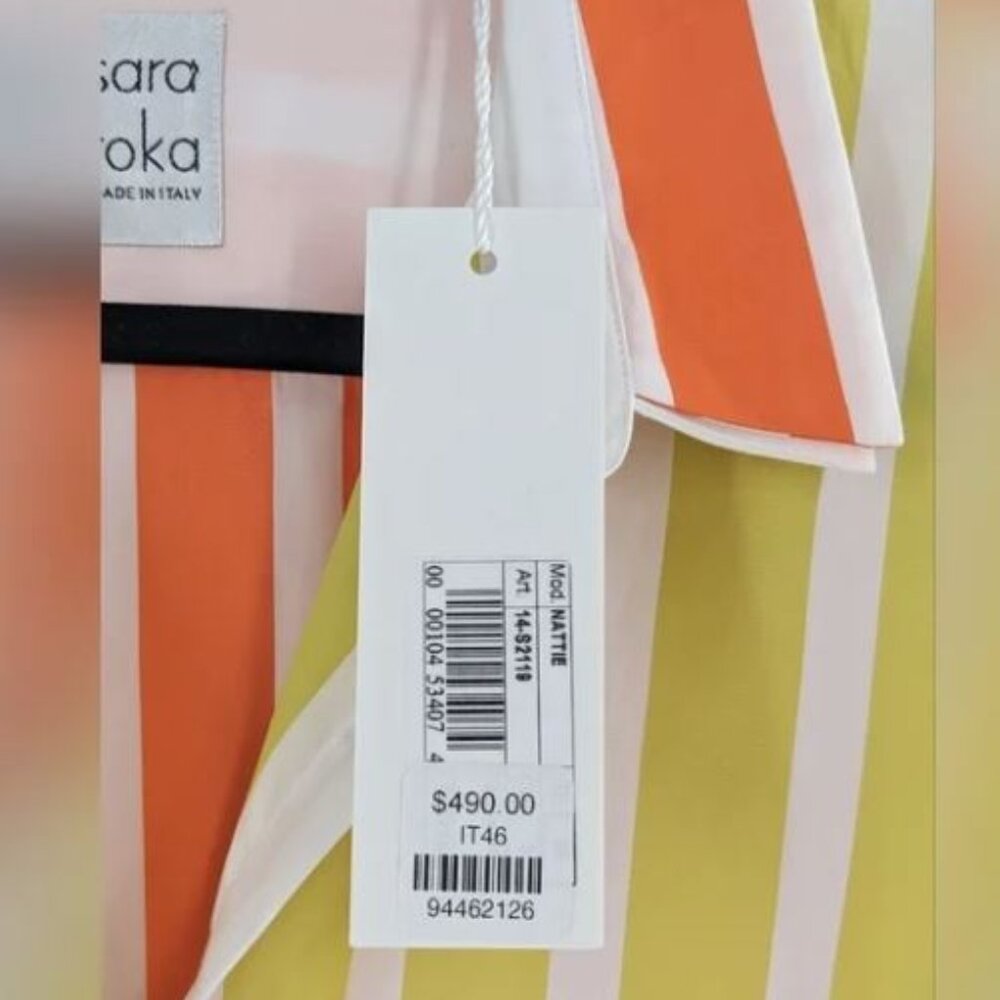 sara
roka
ADE IN ITALY
Mod. NATTIE
Art. 14-S2119
00 00104 53407 4
$490.00
IT46
94462126